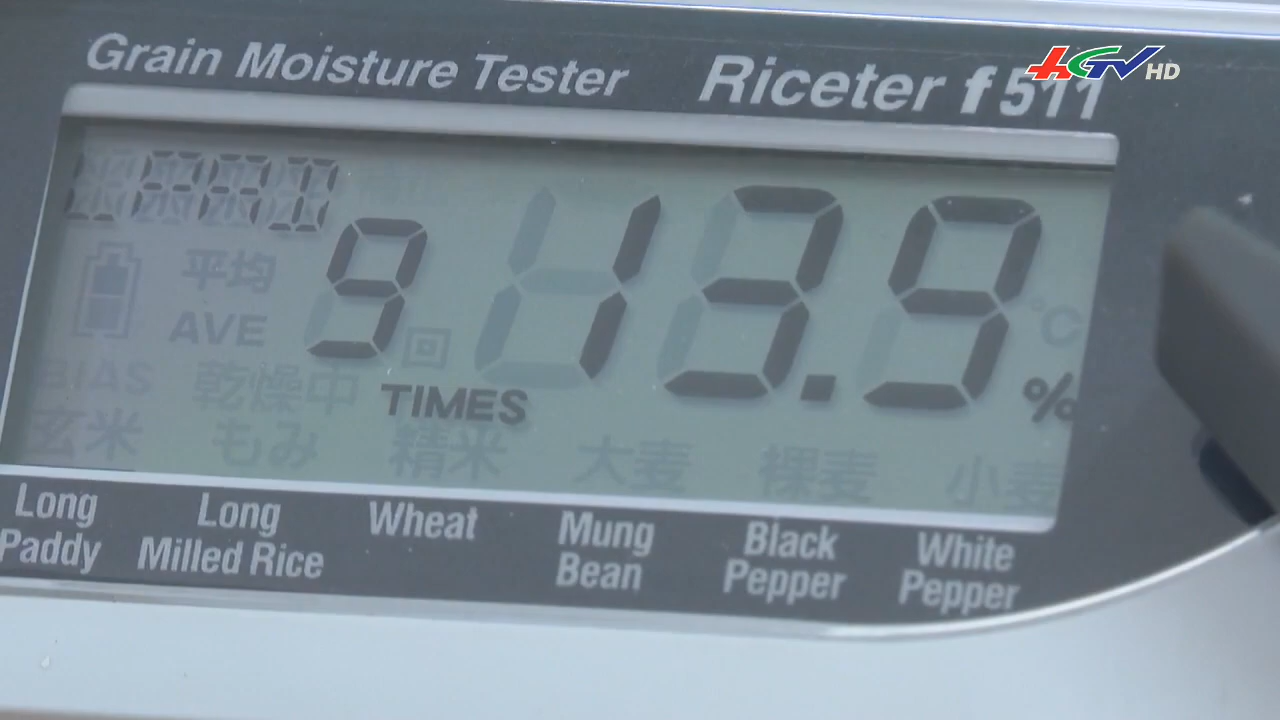 Grain Moisture Tester Riceter f 511
HGTV HD
平均
AVE
9 回
TIMES
13.9 %
℃
BIAS 乾燥中
玄米 もみ 精米 大麦 裸麦 小麦
Long Paddy
Long Milled Rice
Wheat
Mung Bean
Black Pepper
White Pepper